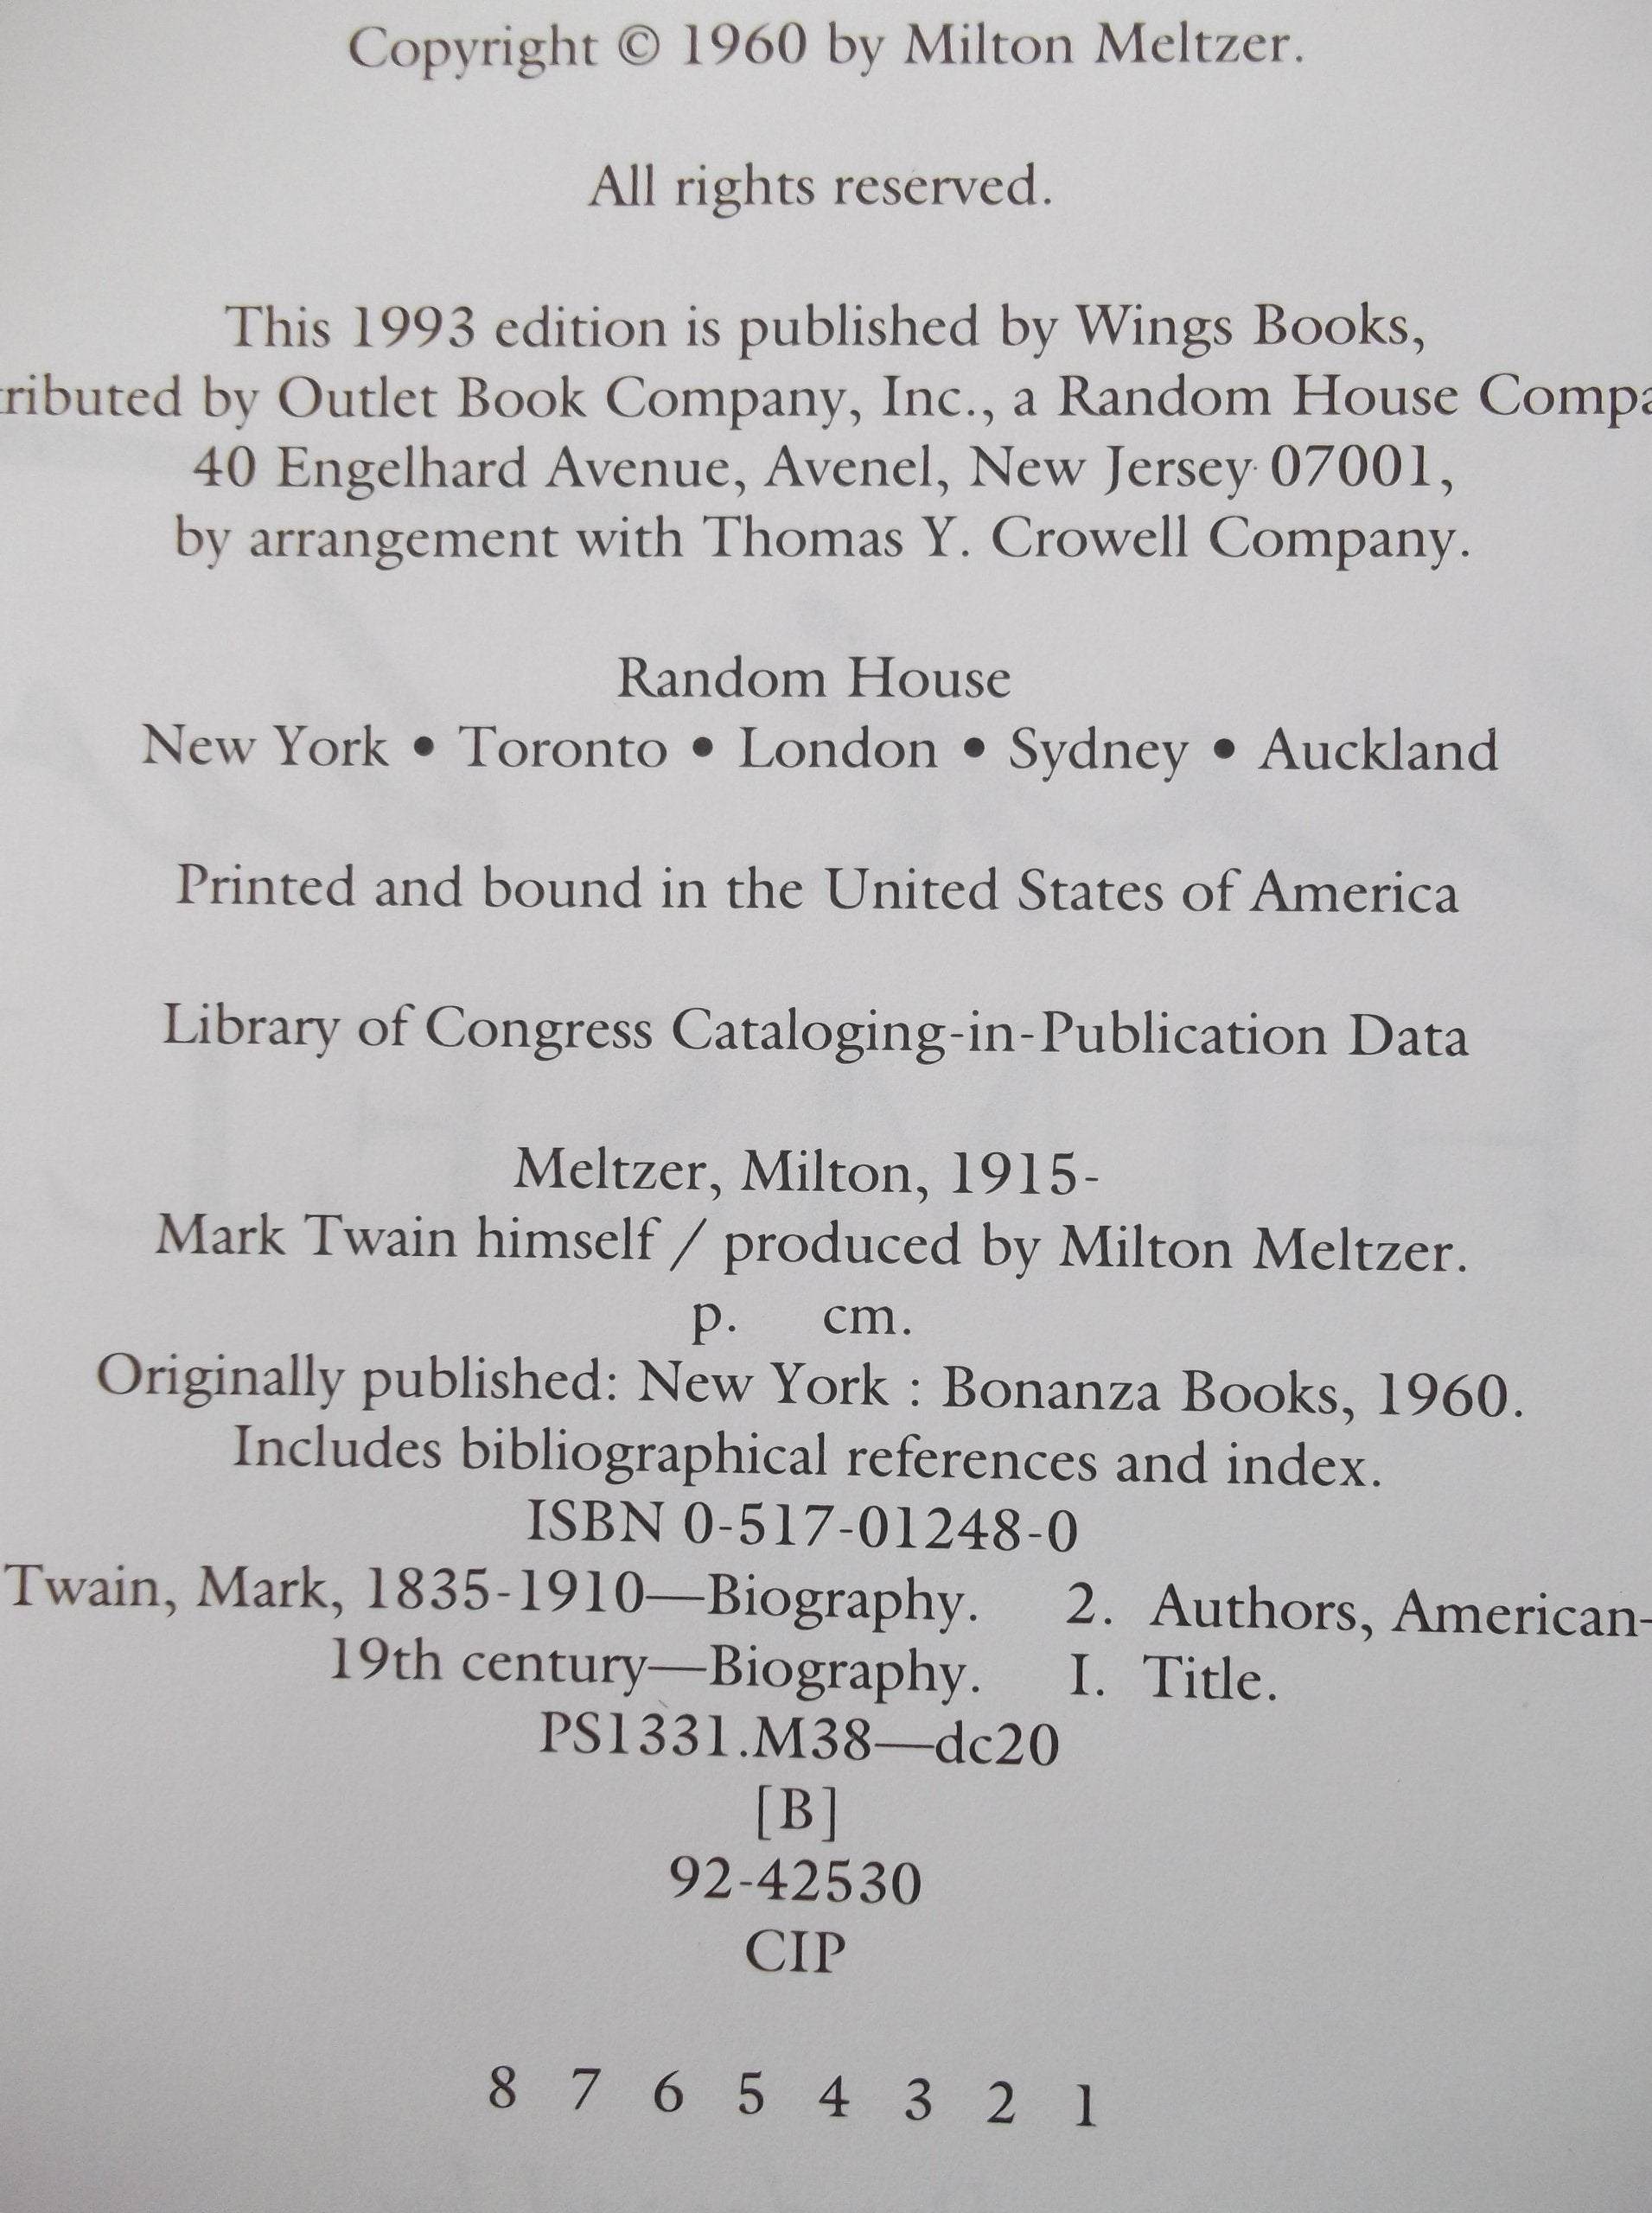 Copyright © 1960 by Milton Meltzer.
All rights reserved.
This 1993 edition is published by Wings Books,
ributed by Outlet Book Company, Inc., a Random House Compa
40 Engelhard Avenue, Avenel, New Jersey 07001,
by arrangement with Thomas Y. Crowell Company.
Random House
New York • Toronto • London • Sydney • Auckland
Printed and bound in the United States of America
Library of Congress Cataloging-in-Publication Data
Meltzer, Milton, 1915-
Mark Twain himself / produced by Milton Meltzer.
p. cm.
Originally published: New York : Bonanza Books, 1960.
Includes bibliographical references and index.
ISBN 0-517-01248-0
Twain, Mark, 1835-1910—Biography. 2. Authors, American-
19th century—Biography. I. Title.
PS1331.M38—dc20
[B]
92-42530
CIP
8 7 6 5 4 3 2 1